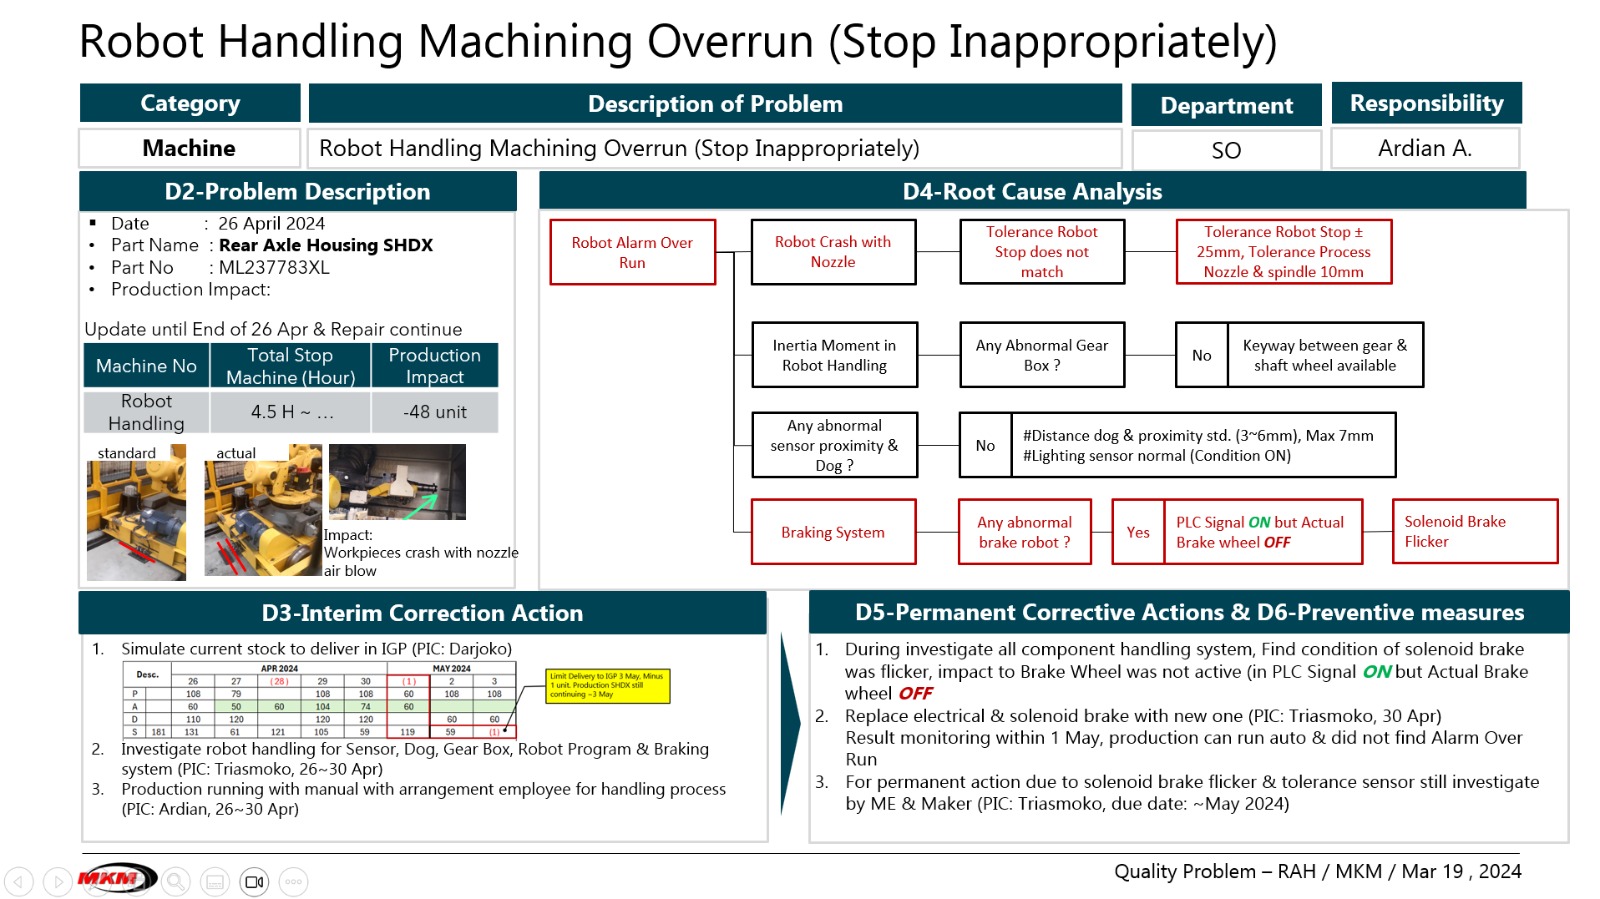 Robot Handling Machining Overrun (Stop Inappropriately)
Category
Description of Problem
Department
Responsibility
Machine
Robot Handling Machining Overrun (Stop Inappropriately)
SO
Ardian A.
D2-Problem Description
▪ Date : 26 April 2024
• Part Name : Rear Axle Housing SHDX
• Part No : ML237783XL
• Production Impact:
Update until End of 26 Apr & Repair continue
Machine No
Total Stop
Machine (Hour)
Production
Impact
Robot
Handling
4.5 H ~ …
-48 unit
standard
actual
Impact:
Workpieces crash with nozzle
air blow
D4-Root Cause Analysis
Robot Alarm Over
Run
Robot Crash with
Nozzle
Tolerance Robot
Stop does not
match
Tolerance Robot Stop ±
25mm, Tolerance Process
Nozzle & spindle 10mm
Inertia Moment in
Robot Handling
Any Abnormal Gear
Box ?
No
Keyway between gear &
shaft wheel available
Any abnormal
sensor proximity &
Dog ?
No
#Distance dog & proximity std. (3~6mm), Max 7mm
#Lighting sensor normal (Condition ON)
Braking System
Any abnormal
brake robot ?
Yes
PLC Signal ON but Actual
Brake wheel OFF
Solenoid Brake
Flicker
D3-Interim Correction Action
1. Simulate current stock to deliver in IGP (PIC: Darjoko)
Desc. APR 2024 MAY 2024
26 27 (28) 29 30 (1) 2 3
P 108 79 108 108 60 108 108
A 60 50 60 104 74 60
D 110 120 120 120 60 60
S 181 131 61 121 105 59 119 59 (1)
Limit Delivery to IGP 3 May, Minus
1 unit. Production SHDX still
continuing ~3 May
2. Investigate robot handling for Sensor, Dog, Gear Box, Robot Program & Braking
system (PIC: Triasmoko, 26~30 Apr)
3. Production running with manual with arrangement employee for handling process
(PIC: Ardian, 26~30 Apr)
D5-Permanent Corrective Actions & D6-Preventive measures
1. During investigate all component handling system, Find condition of solenoid brake
was flicker, impact to Brake Wheel was not active (in PLC Signal ON but Actual Brake
wheel OFF
2. Replace electrical & solenoid brake with new one (PIC: Triasmoko, 30 Apr)
Result monitoring within 1 May, production can run auto & did not find Alarm Over
Run
3. For permanent action due to solenoid brake flicker & tolerance sensor still investigate
by ME & Maker (PIC: Triasmoko, due date: ~May 2024)
MKM
Quality Problem – RAH / MKM / Mar 19 , 2024